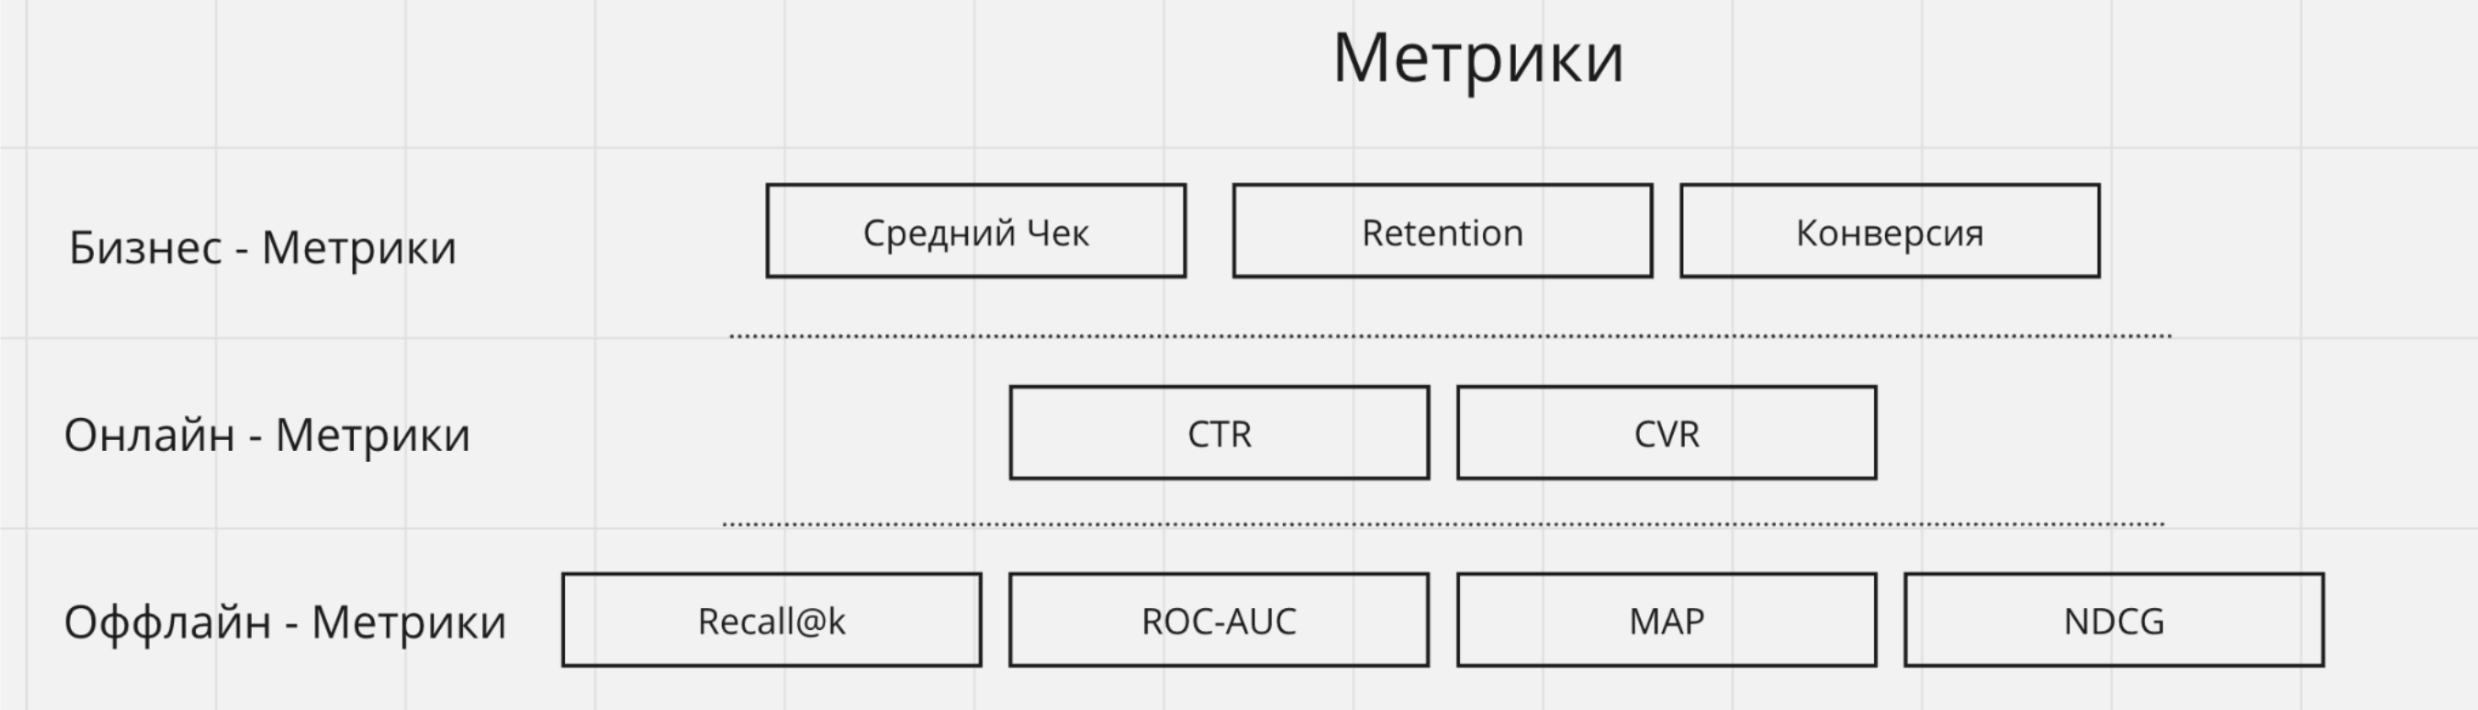 Метрики
Бизнес - Метрики
Средний Чек
Retention
Конверсия
Онлайн - Метрики
CTR
CVR
Оффлайн - Метрики
Recall@k
ROC-AUC
MAP
NDCG